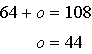 64 + o = 108
o = 44